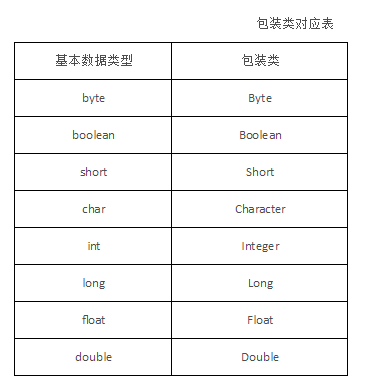 包装类对应表
基本数据类型 包装类
byte Byte
boolean Boolean
short Short
char Character
int Integer
long Long
float Float
double Double